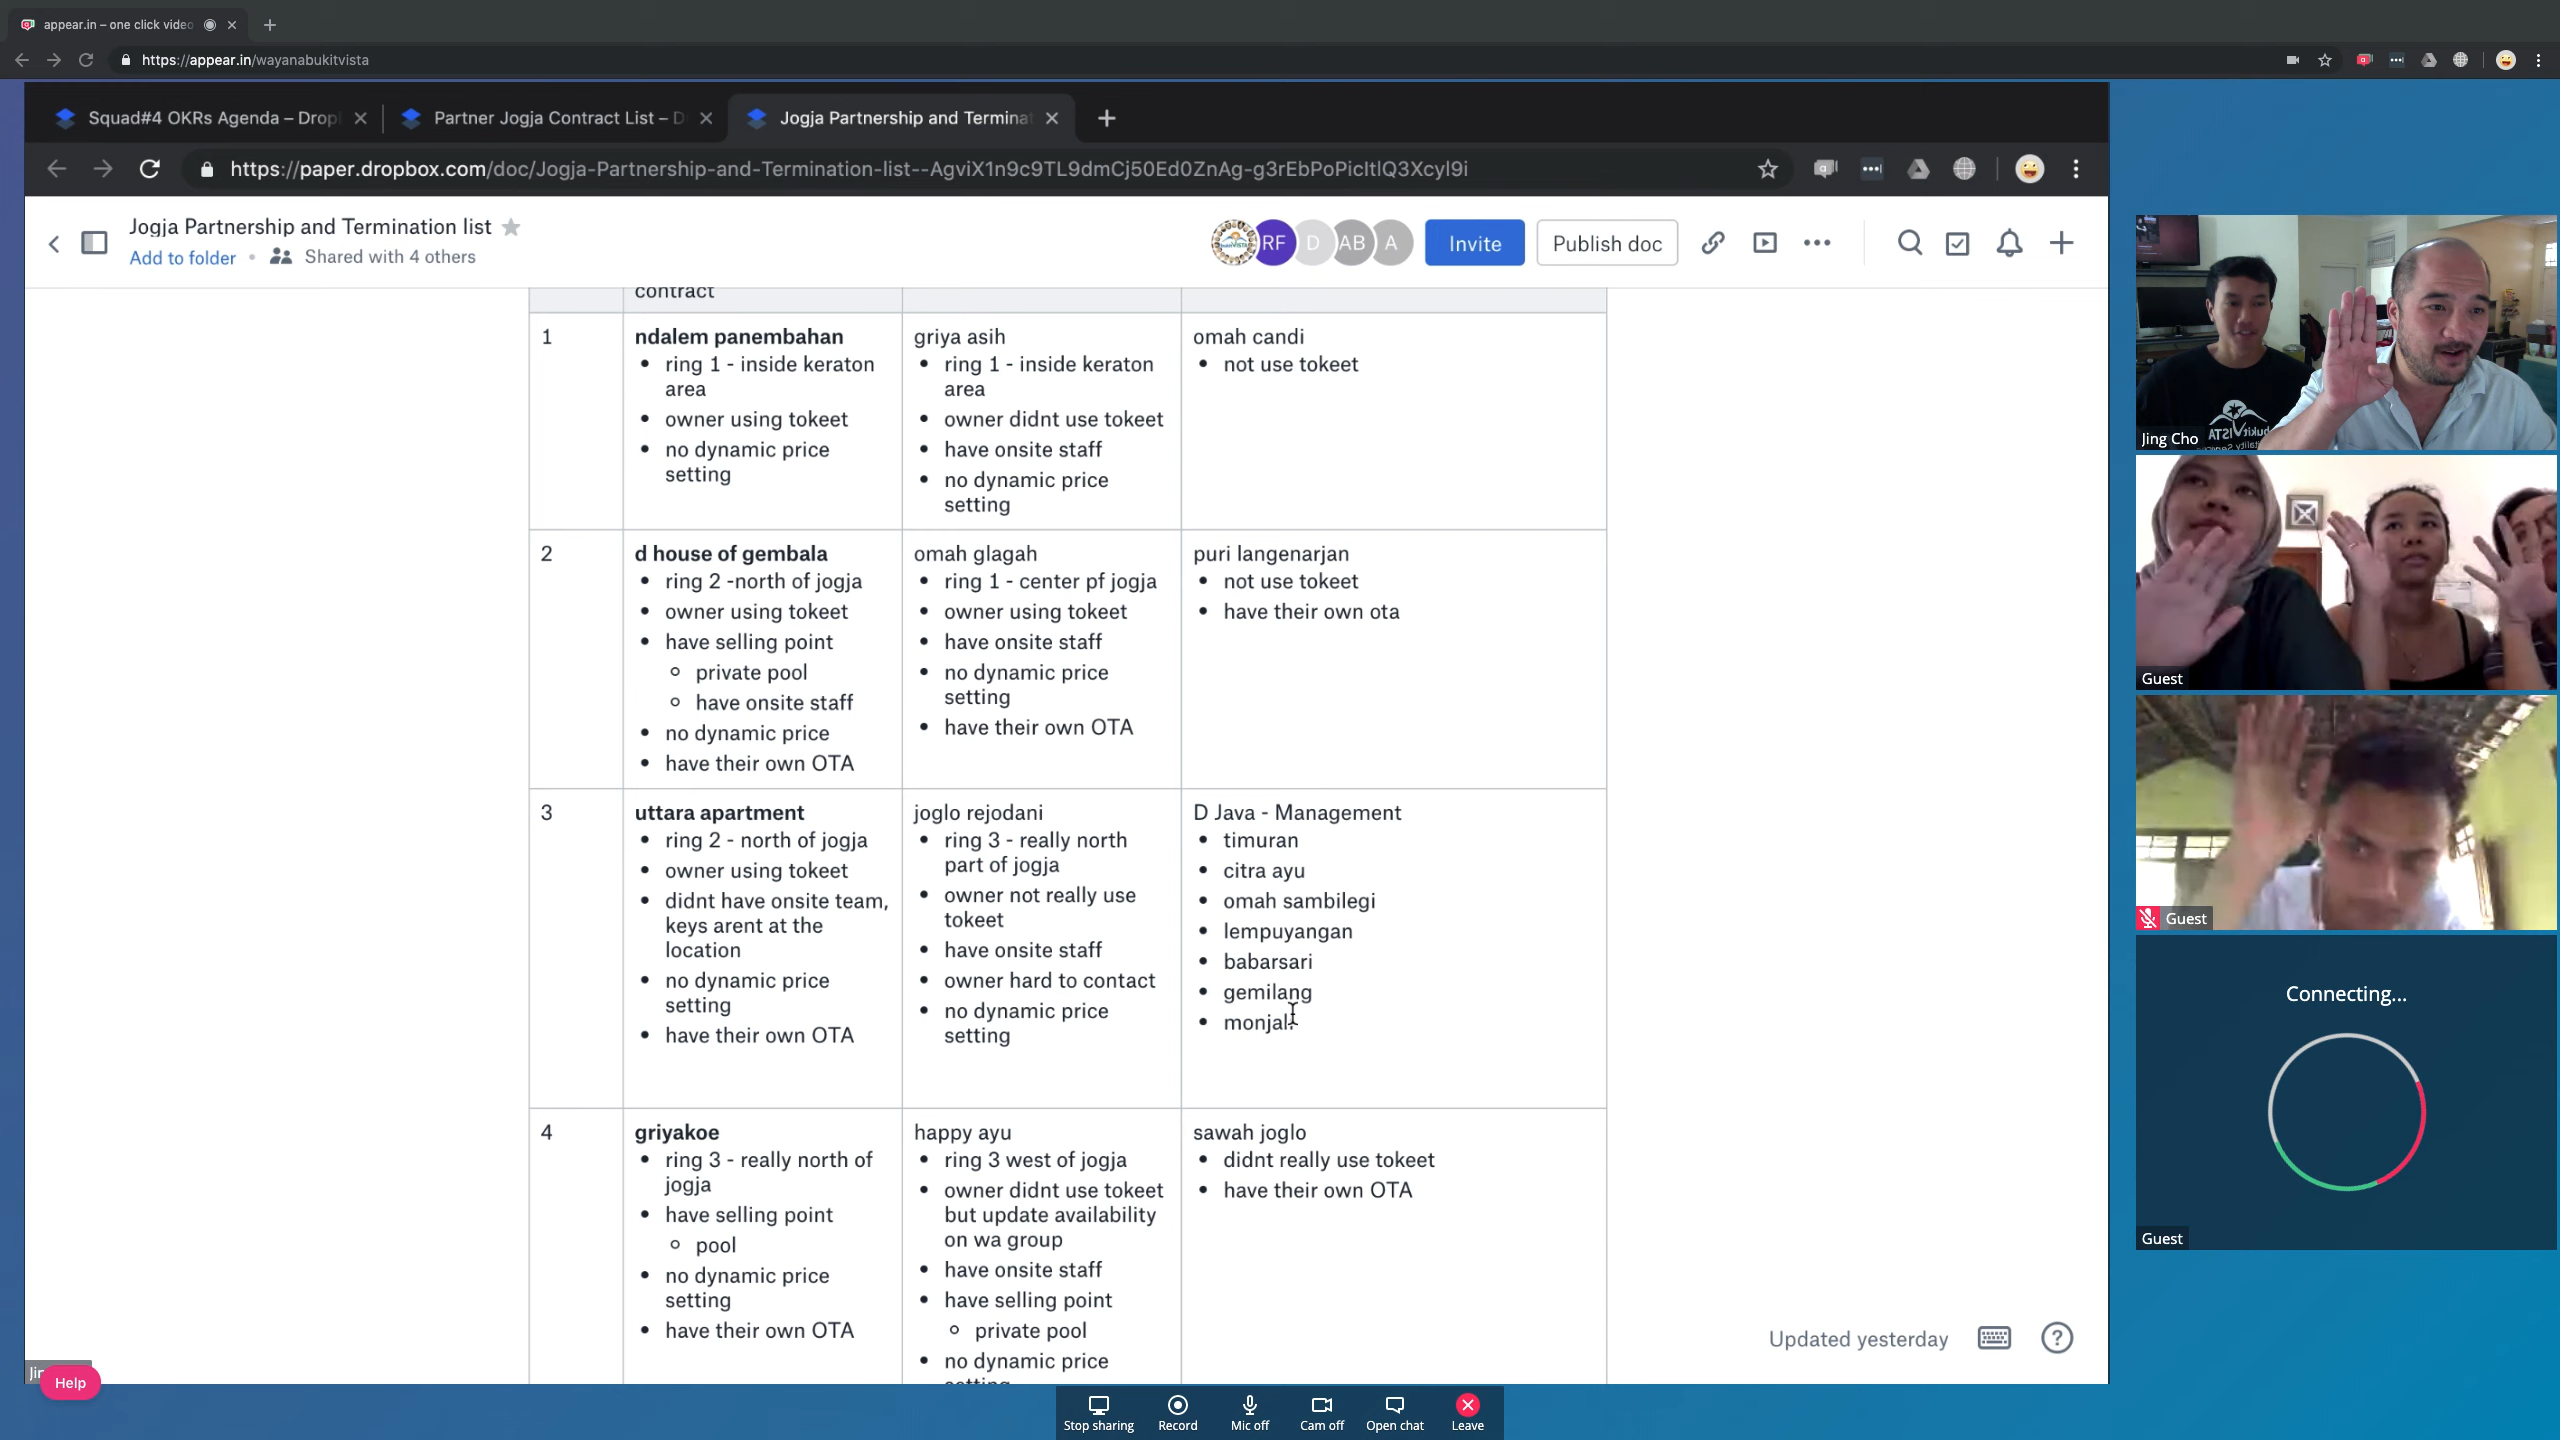 appear.in – one click video
https://appear.in/wayanabukitvista
Squad#4 OKRs Agenda – Drop
Partner Jogja Contract List – D
Jogja Partnership and Termina
https://paper.dropbox.com/doc/Jogja-Partnership-and-Termination-list--AgviX1n9c9TL9dmCj50Ed0ZnAg-g3rEbPoPicItlQ3Xcyl9i
Jogja Partnership and Termination list
Add to folder • Shared with 4 others
RF D AB A
Invite
Publish doc
contract
1
ndalem panembahan
• ring 1 - inside keraton
area
• owner using tokeet
• no dynamic price
setting
griya asih
• ring 1 - inside keraton
area
• owner didnt use tokeet
• have onsite staff
• no dynamic price
setting
omah candi
• not use tokeet
2
d house of gembala
• ring 2 -north of jogja
• owner using tokeet
• have selling point
◦ private pool
◦ have onsite staff
• no dynamic price
• have their own OTA
omah glagah
• ring 1 - center pf jogja
• owner using tokeet
• have onsite staff
• no dynamic price
setting
• have their own OTA
puri langenarjan
• not use tokeet
• have their own ota
3
uttara apartment
• ring 2 - north of jogja
• owner using tokeet
• didnt have onsite team,
keys arent at the
location
• no dynamic price
setting
• have their own OTA
joglo rejodani
• ring 3 - really north
part of jogja
• owner not really use
tokeet
• have onsite staff
• owner hard to contact
• no dynamic price
setting
D Java - Management
• timuran
• citra ayu
• omah sambilegi
• lempuyangan
• babarsari
• gemilang
• monjali
4
griyakoe
• ring 3 - really north of
jogja
• have selling point
◦ pool
• no dynamic price
setting
• have their own OTA
happy ayu
• ring 3 west of jogja
• owner didnt use tokeet
but update availability
on wa group
• have onsite staff
• have selling point
◦ private pool
• no dynamic price
setting
sawah joglo
• didnt really use tokeet
• have their own OTA
Updated yesterday
Help
Jing Cho
bukit VISTA
Guest
Guest
Connecting...
Guest
Stop sharing
Record
Mic off
Cam off
Open chat
Leave